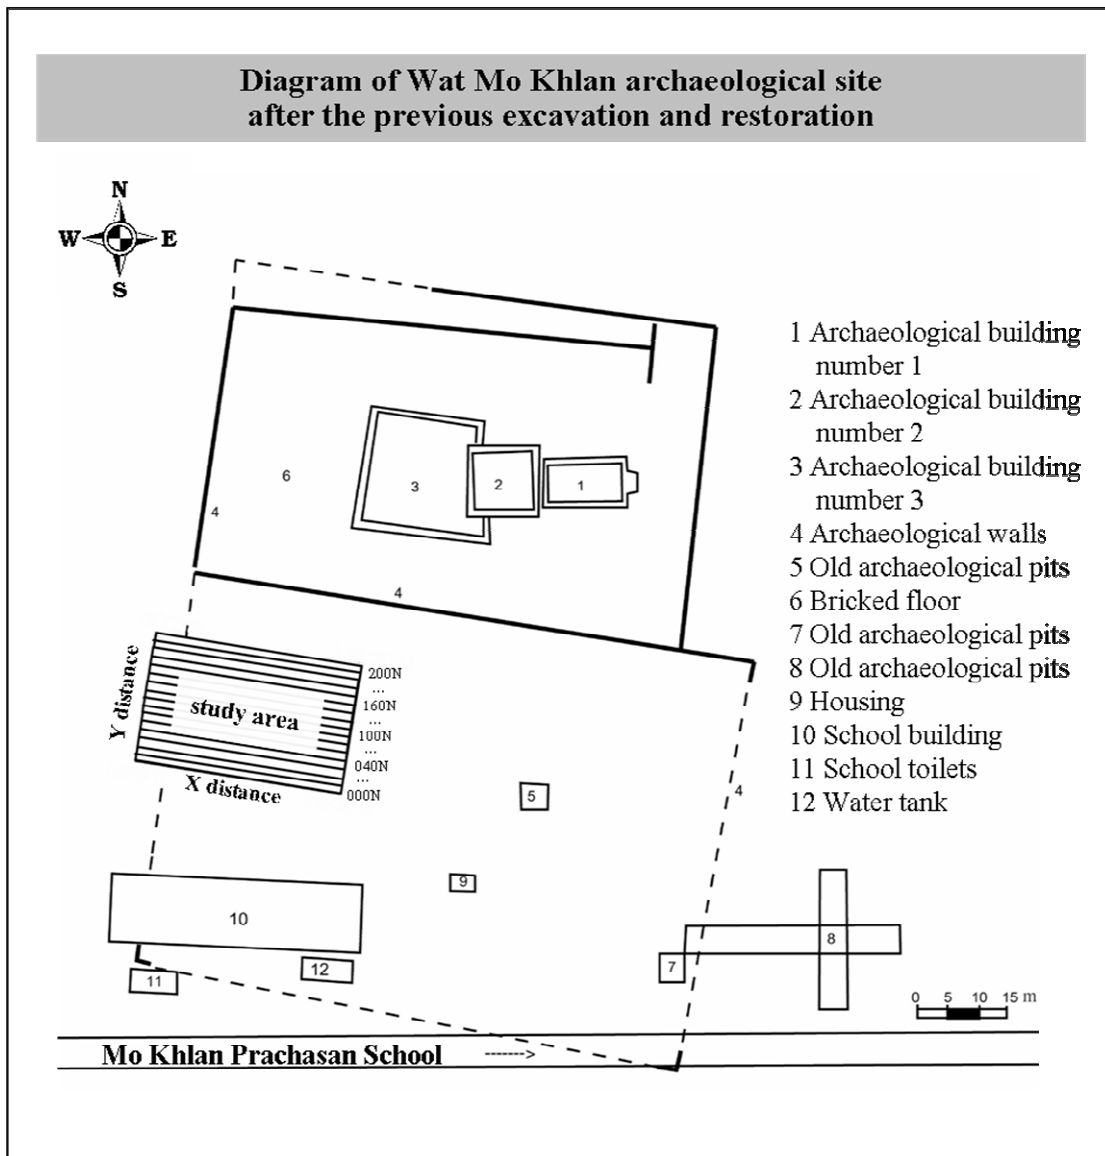 Diagram of Wat Mo Khlan archaeological site
after the previous excavation and restoration
N
W E
S
1 Archaeological building
number 1
2 Archaeological building
number 2
3 Archaeological building
number 3
4 Archaeological walls
5 Old archaeological pits
6 Bricked floor
7 Old archaeological pits
8 Old archaeological pits
9 Housing
10 School building
11 School toilets
12 Water tank
6
3
2
1
4
4
Y distance
study area
X distance
200N
...
160N
...
100N
...
040N
...
000N
5
4
9
10
8
7
12
11
0 5 10 15 m
Mo Khlan Prachasan School ------->